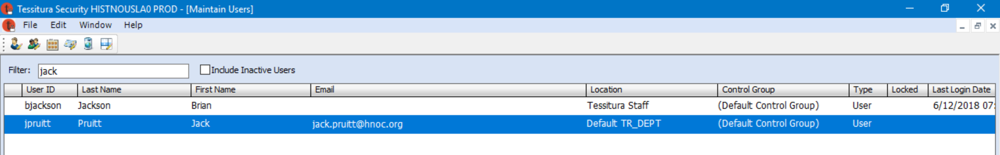 Tessitura Security HISTNOUSLA0 PROD - [Maintain Users]
File Edit Window Help
Filter: jack Include Inactive Users
User ID Last Name First Name Email Location Control Group Type Locked Last Login Date
bjackson Jackson Brian Tessitura Staff (Default Control Group) User 6/12/2018 07:
jpruitt Pruitt Jack jack.pruitt@hnoc.org Default TR_DEPT (Default Control Group) User